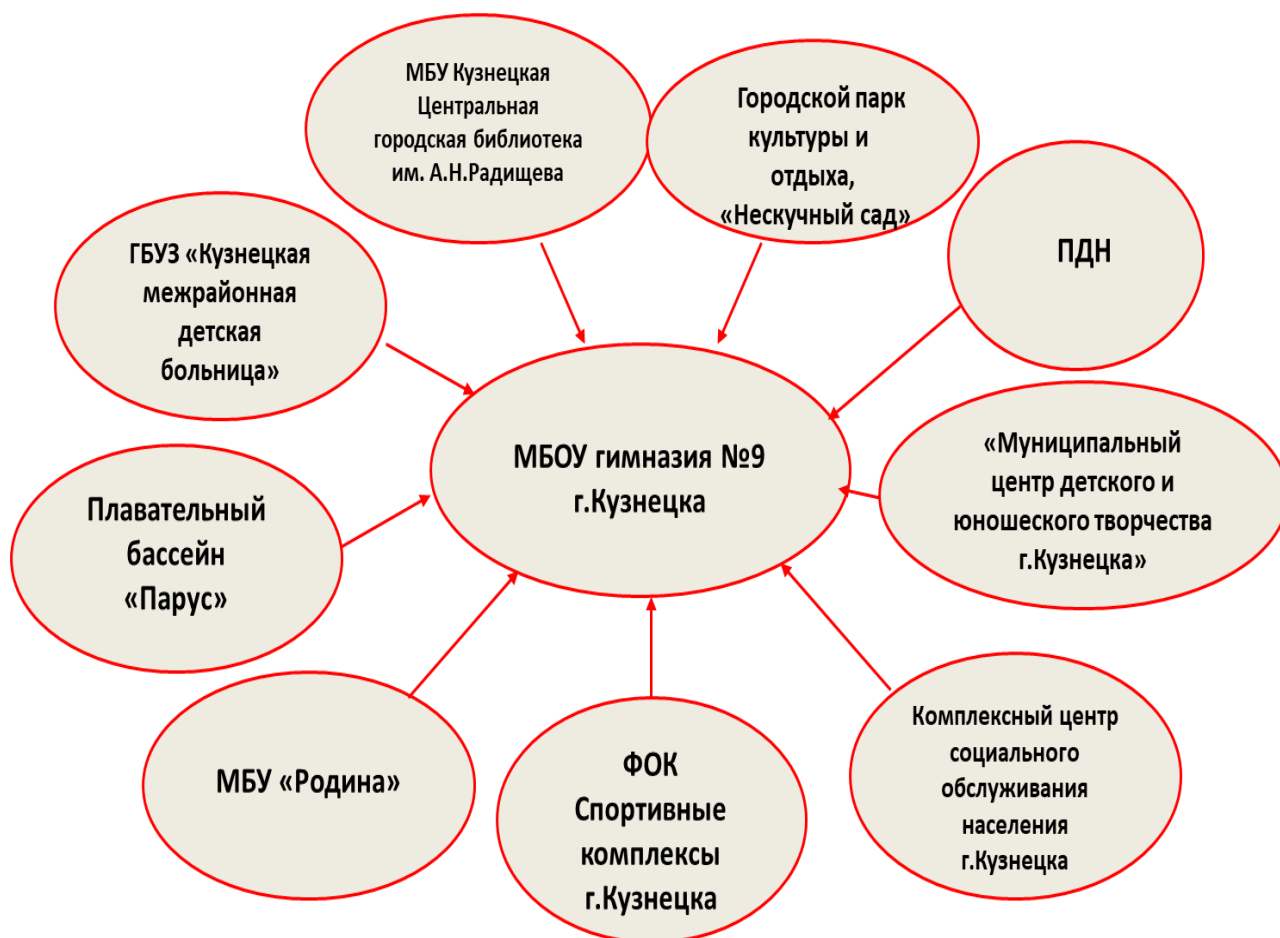 МБУ Кузнецкая
Центральная
городская библиотека
им. А.Н.Радищева
Городской парк
культуры и
отдыха,
«Нескучный сад»
ПДН
ГБУЗ «Кузнецкая
межрайонная
детская
больница»
МБОУ гимназия №9
г.Кузнецка
«Муниципальный
центр детского и
юношеского творчества
г.Кузнецка»
Плавательный
бассейн
«Парус»
МБУ «Родина»
ФОК
Спортивные
комплексы
г.Кузнецка
Комплексный центр
социального
обслуживания
населения
г.Кузнецка